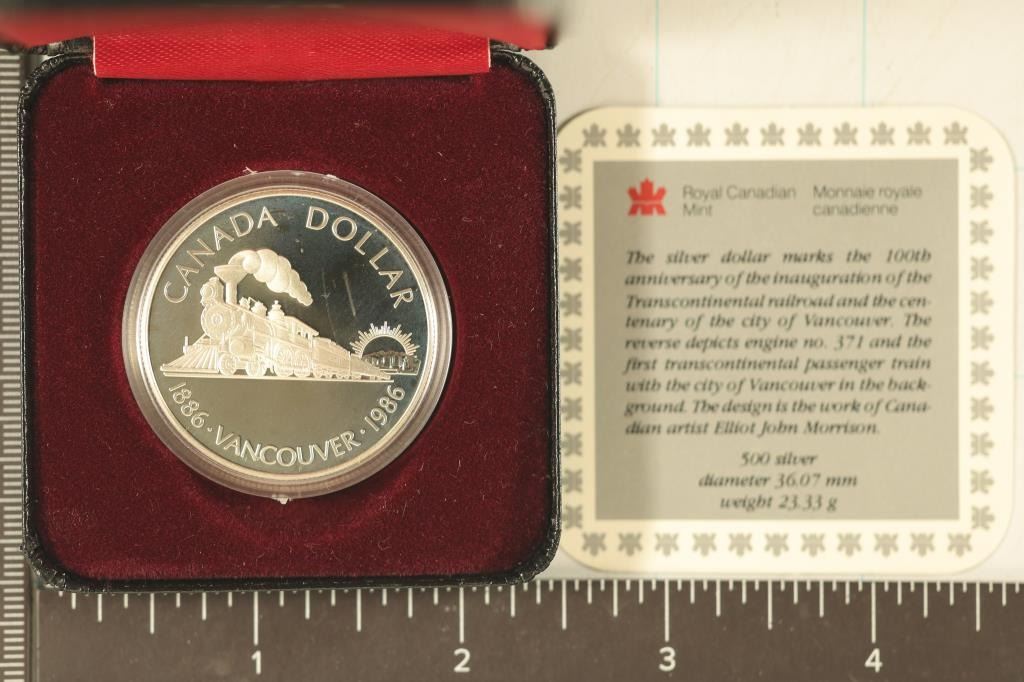 CANADA DOLLAR
1886 · VANCOUVER · 1986
Royal Canadian Mint
Monnaie royale canadienne
The silver dollar marks the 100th
anniversary of the inauguration of the
Transcontinental railroad and the cen-
tenary of the city of Vancouver. The
reverse depicts engine no. 371 and the
first transcontinental passenger train
with the city of Vancouver in the back-
ground. The design is the work of Cana-
dian artist Elliot John Morrison.
500 silver
diameter 36.07 mm
weight 23.33 g
1 2 3 4